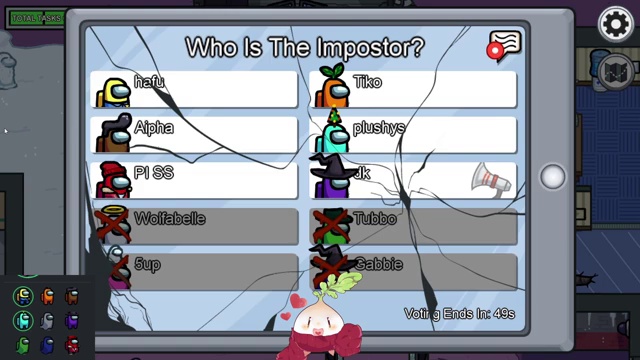 TOTAL TASKS
Who Is The Impostor?
hafu
Tiko
Aipha
plushys
PI SS
dk
Wolfabelle
Tubbo
5up
Gabbie
Voting Ends In: 49s